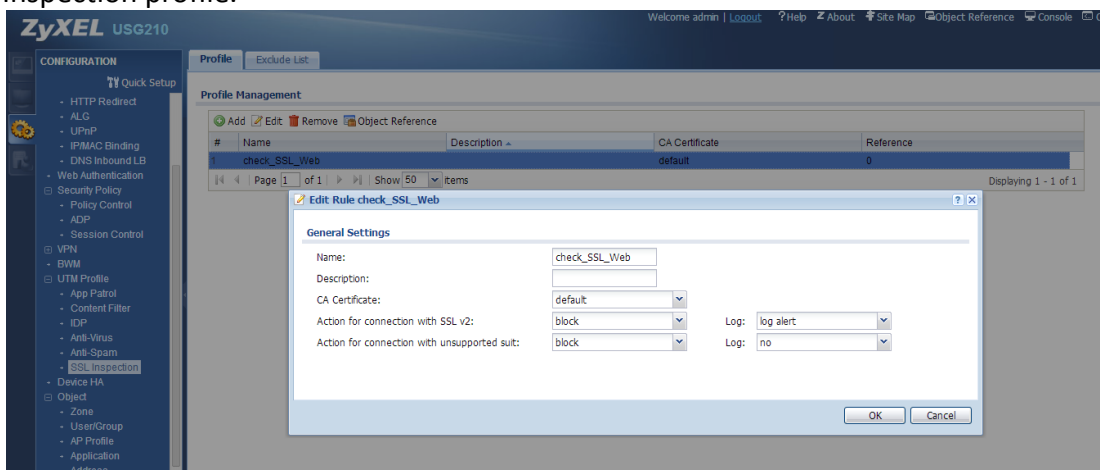 inspection profile.
ZyXEL USG210
Welcome admin | Logout ?Help Z About Site Map Object Reference Console
CONFIGURATION
Quick Setup
HTTP Redirect
ALG
UPnP
IP/MAC Binding
DNS Inbound LB
Web Authentication
Security Policy
Policy Control
ADP
Session Control
VPN
BWM
UTM Profile
App Patrol
Content Filter
IDP
Anti-Virus
Anti-Spam
SSL Inspection
Device HA
Object
Zone
User/Group
AP Profile
Application
Address
Profile Exclude List
Profile Management
Add Edit Remove Object Reference
# Name Description CA Certificate Reference
1 check_SSL_Web default 0
Page 1 of 1 Show 50 items Displaying 1 - 1 of 1
Edit Rule check_SSL_Web
General Settings
Name: check_SSL_Web
Description:
CA Certificate: default
Action for connection with SSL v2: block Log: log alert
Action for connection with unsupported suit: block Log: no
OK Cancel